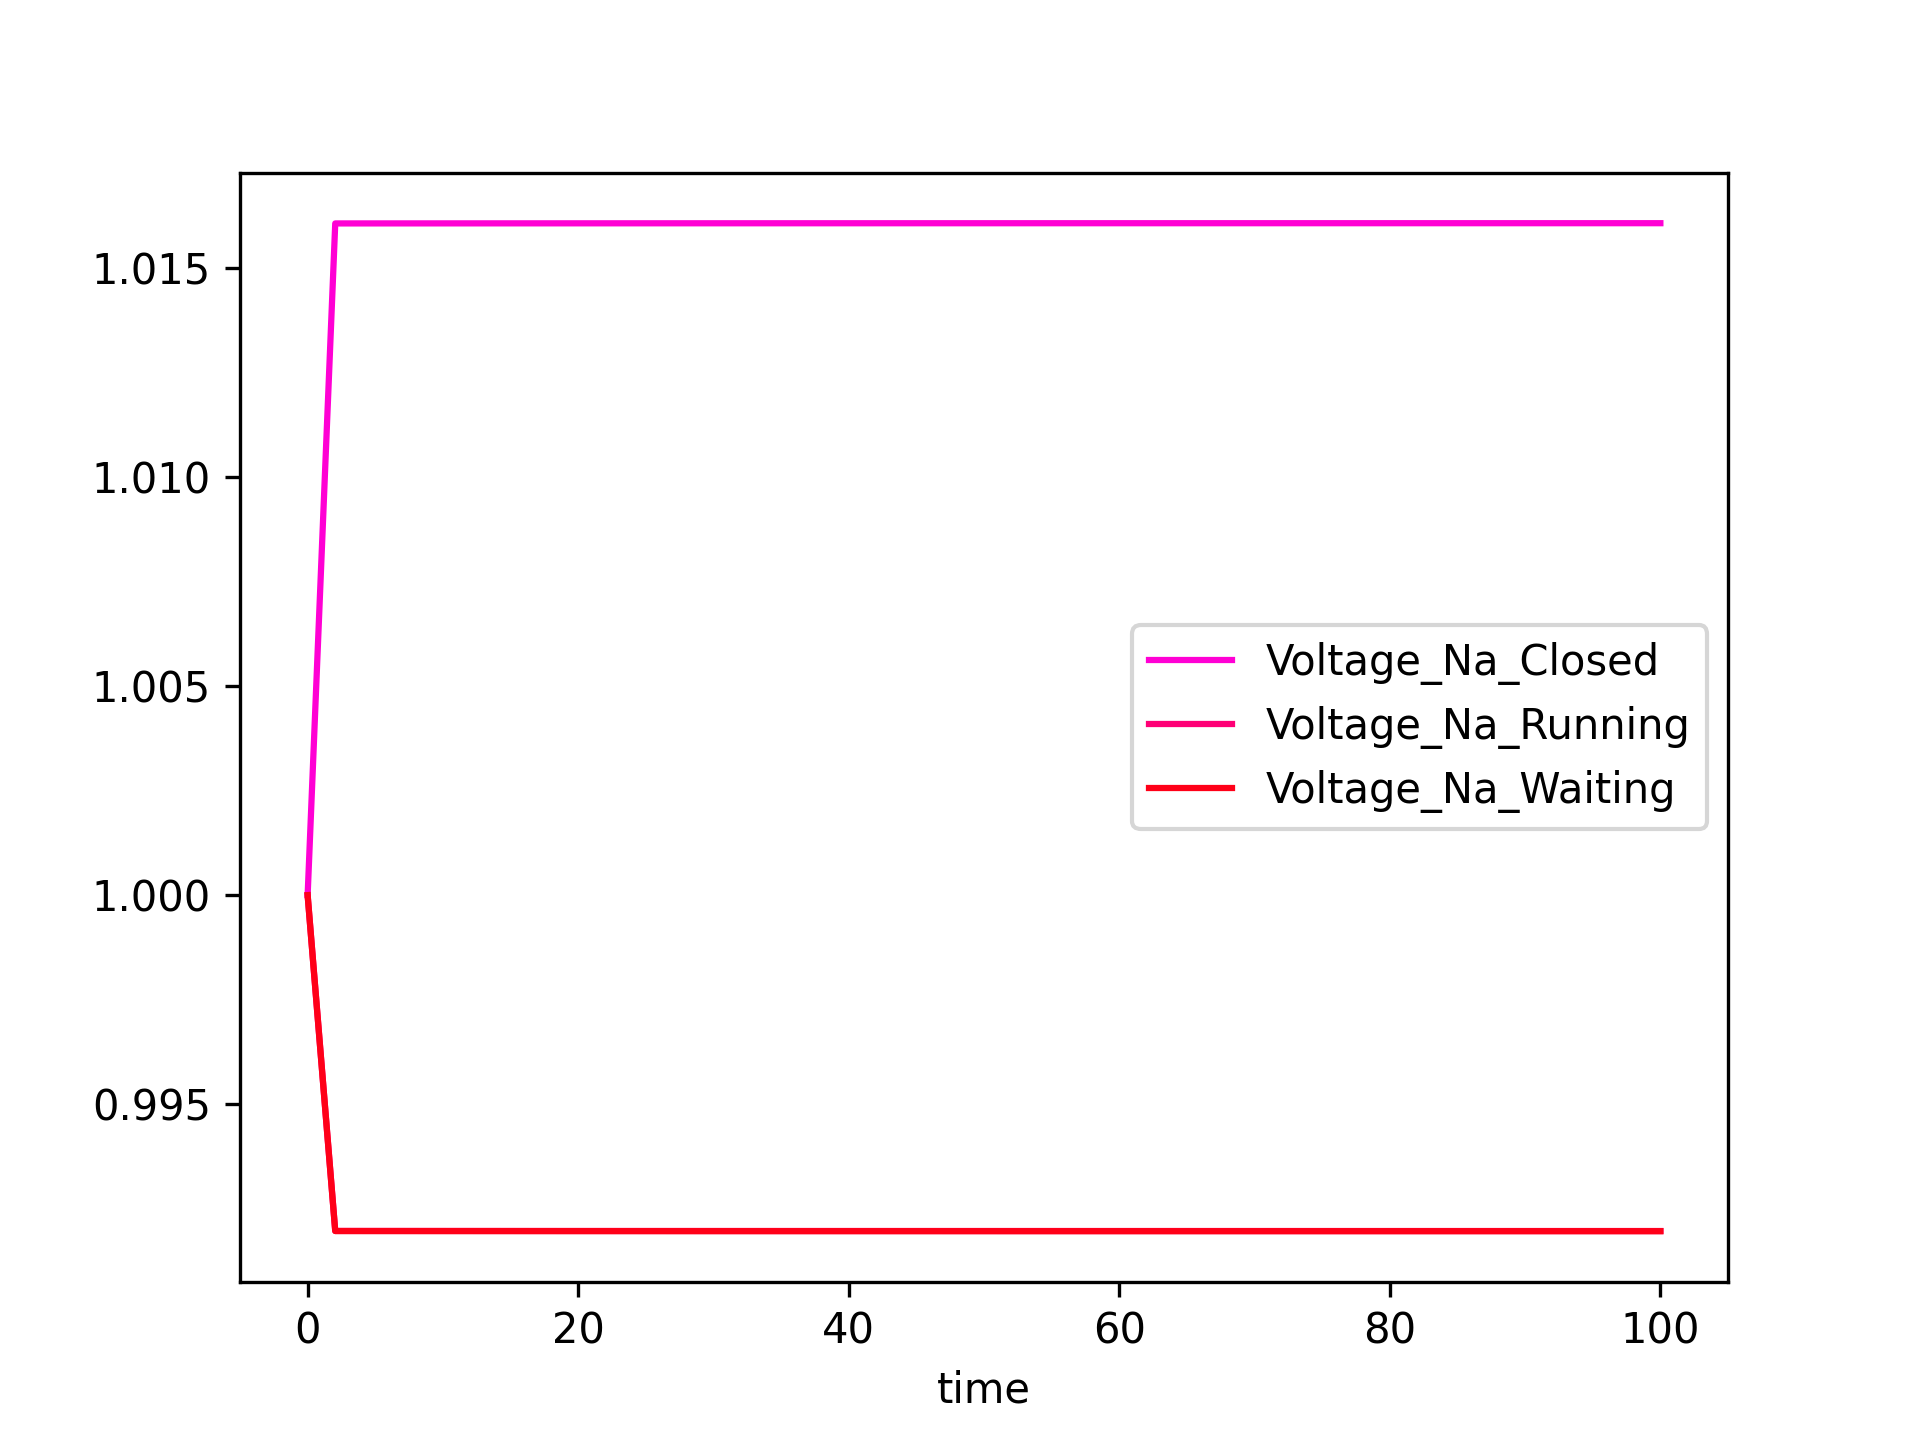 1.015
1.010
1.005
1.000
0.995
Voltage_Na_Closed
Voltage_Na_Running
Voltage_Na_Waiting
0 20 40 60 80 100
time